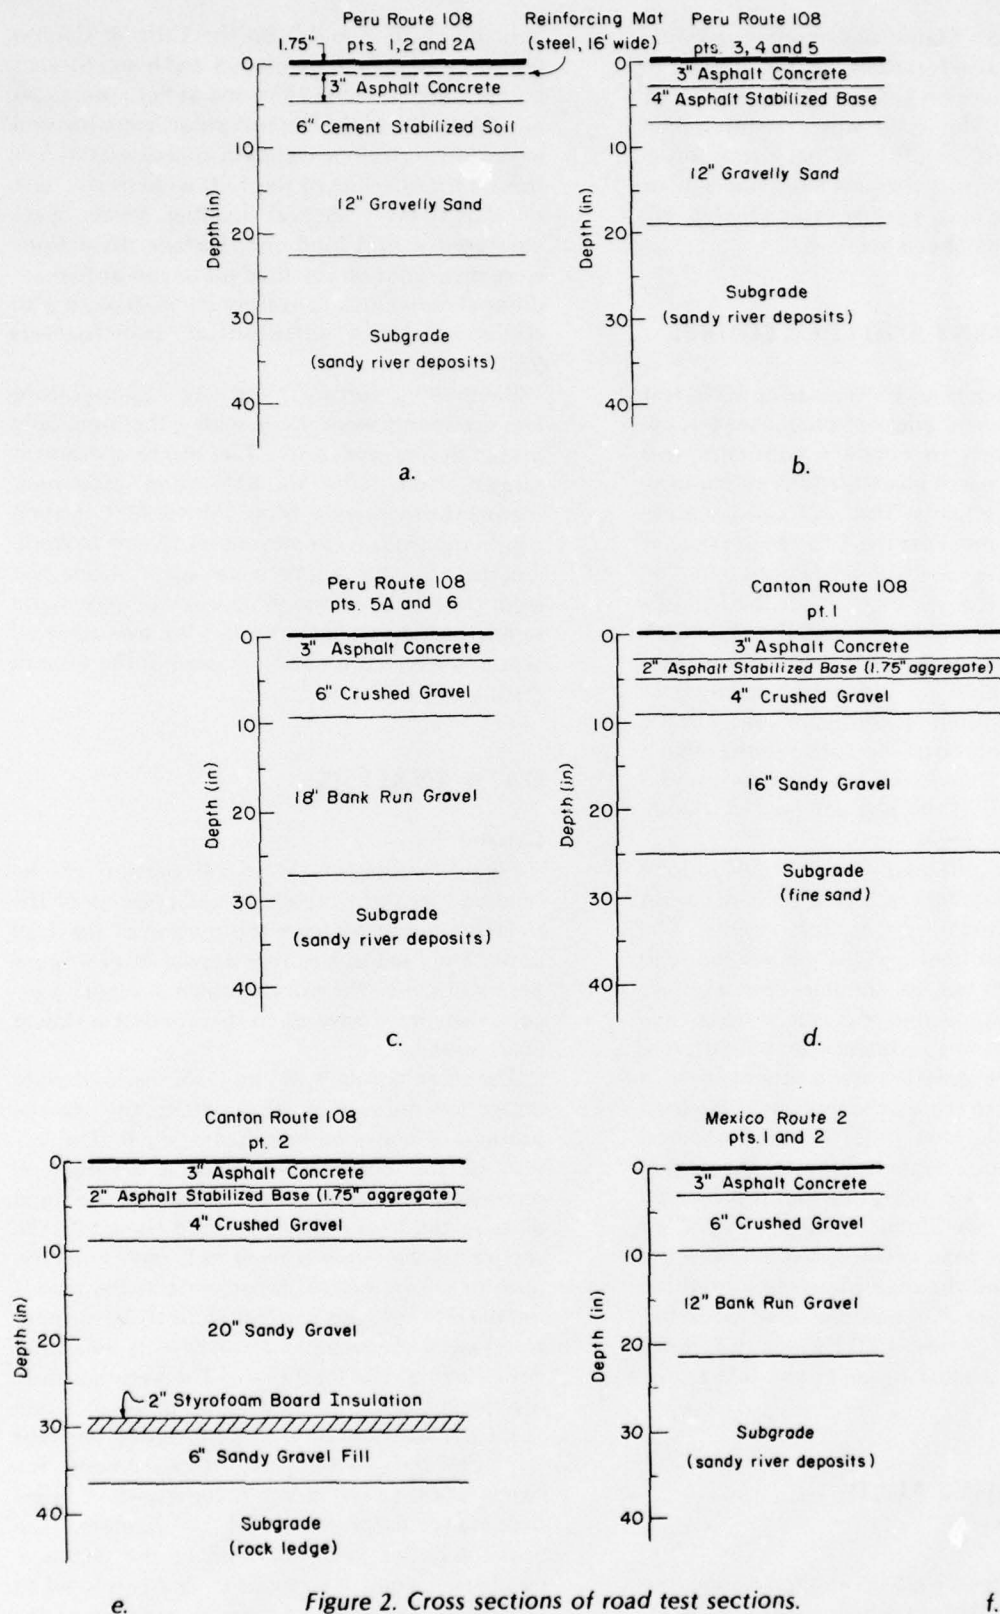 Peru Route 108
pts. 1,2 and 2A
1.75"
Reinforcing Mat
(steel, 16' wide)
0
3" Asphalt Concrete
6" Cement Stabilized Soil
10
12" Gravelly Sand
20
Depth (in)
30
Subgrade
(sandy river deposits)
40
a.
Peru Route 108
pts. 3, 4 and 5
0
3" Asphalt Concrete
4" Asphalt Stabilized Base
10
12" Gravelly Sand
20
Depth (in)
Subgrade
30
(sandy river deposits)
40
b.
Peru Route 108
pts. 5A and 6
0
3" Asphalt Concrete
6" Crushed Gravel
10
18" Bank Run Gravel
20
Depth (in)
30
Subgrade
(sandy river deposits)
40
c.
Canton Route 108
pt. 1
0
3" Asphalt Concrete
2" Asphalt Stabilized Base (1.75" aggregate)
4" Crushed Gravel
10
16" Sandy Gravel
20
Depth (in)
Subgrade
(fine sand)
30
40
d.
Canton Route 108
pt. 2
0
3" Asphalt Concrete
2" Asphalt Stabilized Base (1.75" aggregate)
4" Crushed Gravel
10
20" Sandy Gravel
20
Depth (in)
2" Styrofoam Board Insulation
30
6" Sandy Gravel Fill
40
Subgrade
(rock ledge)
e.
Mexico Route 2
pts. 1 and 2
0
3" Asphalt Concrete
6" Crushed Gravel
10
12" Bank Run Gravel
20
Depth (in)
30
Subgrade
(sandy river deposits)
40
f.
Figure 2. Cross sections of road test sections.